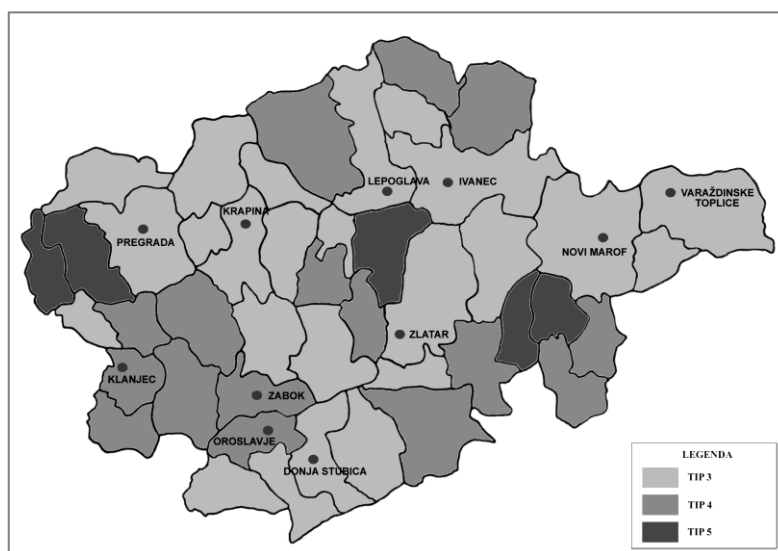 LEPOGLAVA
IVANEC
VARAŽDINSKE
TOPLICE
KRAPINA
PREGRADA
NOVI MAROF
ZLATAR
KLANJEC
ZABOK
OROSLAVJE
DONJA STUBICA
LEGENDA
TIP 3
TIP 4
TIP 5